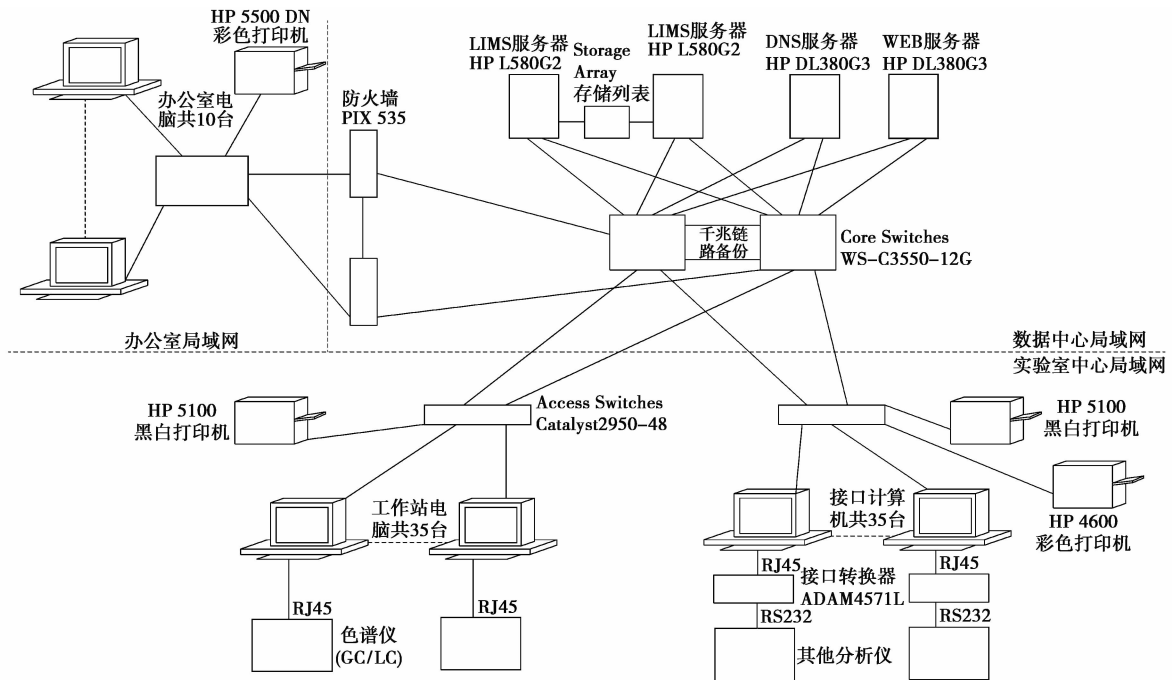 HP 5500 DN
彩色打印机
办公室电
脑共10台
防火墙
PIX 535
LIMS服务器
HP L580G2
Storage
Array
存储列表
LIMS服务器
HP L580G2
DNS服务器
HP DL380G3
WEB服务器
HP DL380G3
千兆链
路备份
Core Switches
WS-C3550-12G
办公室局域网
数据中心局域网
实验室中心局域网
HP 5100
黑白打印机
Access Switches
Catalyst2950-48
HP 5100
黑白打印机
工作站电
脑共35台
接口计算
机共35台
HP 4600
彩色打印机
RJ45
RJ45
色谱仪
(GC/LC)
RJ45
接口转换器
ADAM4571L
RJ45
RS232
RS232
其他分析仪